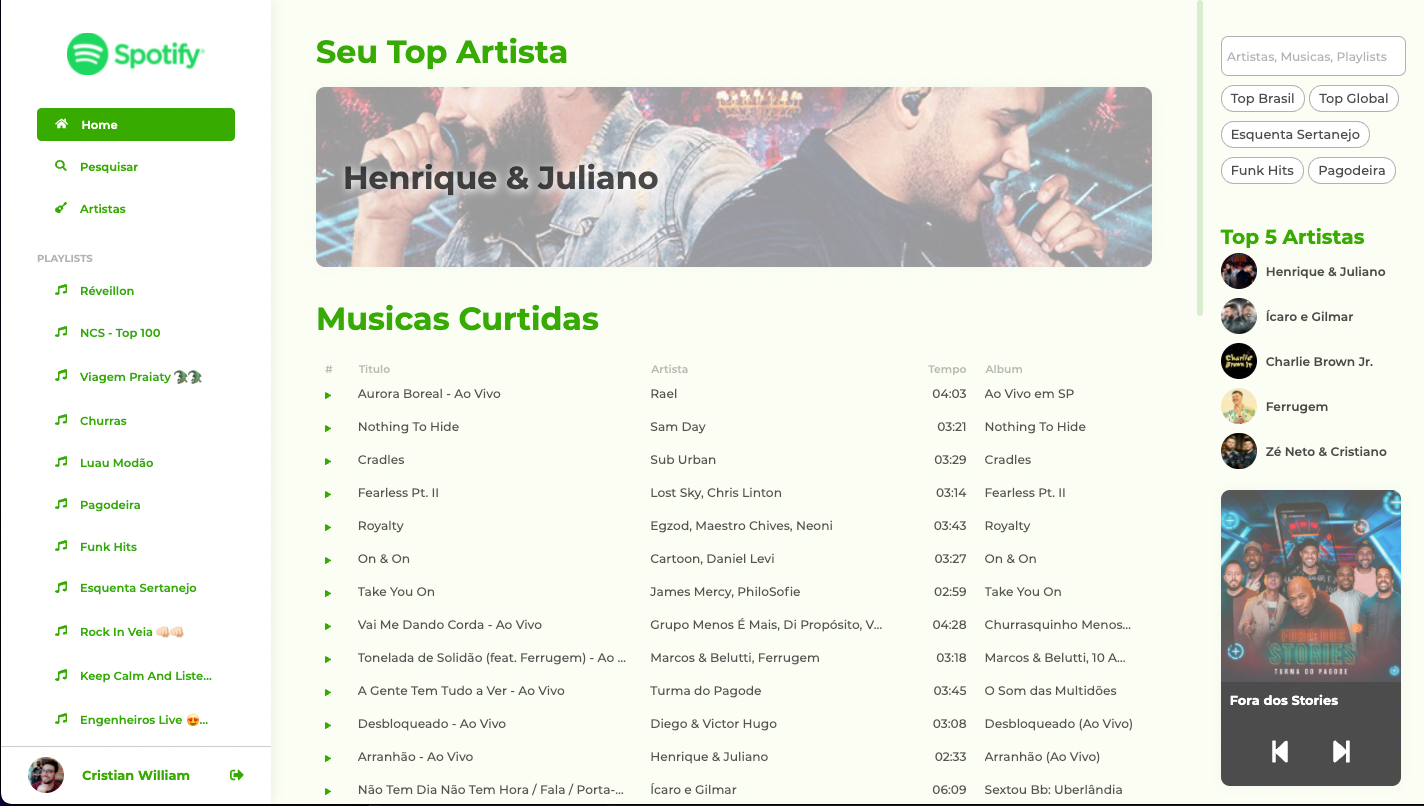 Spotify
Home
Pesquisar
Artistas
PLAYLISTS
Réveillon
NCS - Top 100
Viagem Praiaty 🐉🐉
Churras
Luau Modão
Pagodeira
Funk Hits
Esquenta Sertanejo
Rock In Veia 👊🏻👊🏻
Keep Calm And Liste...
Engenheiros Live 😍...
Cristian William
Seu Top Artista
Henrique & Juliano
Musicas Curtidas
# Titulo Artista Tempo Album
Aurora Boreal - Ao Vivo Rael 04:03 Ao Vivo em SP
Nothing To Hide Sam Day 03:21 Nothing To Hide
Cradles Sub Urban 03:29 Cradles
Fearless Pt. II Lost Sky, Chris Linton 03:14 Fearless Pt. II
Royalty Egzod, Maestro Chives, Neoni 03:43 Royalty
On & On Cartoon, Daniel Levi 03:27 On & On
Take You On James Mercy, PhiloSofie 02:59 Take You On
Vai Me Dando Corda - Ao Vivo Grupo Menos É Mais, Di Propósito, V... 04:28 Churrasquinho Menos...
Tonelada de Solidão (feat. Ferrugem) - Ao ... Marcos & Belutti, Ferrugem 03:18 Marcos & Belutti, 10 A...
A Gente Tem Tudo a Ver - Ao Vivo Turma do Pagode 03:45 O Som das Multidões
Desbloqueado - Ao Vivo Diego & Victor Hugo 03:08 Desbloqueado (Ao Vivo)
Arranhão - Ao Vivo Henrique & Juliano 02:33 Arranhão (Ao Vivo)
Não Tem Dia Não Tem Hora / Fala / Porta-... Ícaro e Gilmar 06:09 Sextou Bb: Uberlândia
Artistas, Musicas, Playlists
Top Brasil Top Global
Esquenta Sertanejo
Funk Hits Pagodeira
Top 5 Artistas
Henrique & Juliano
Ícaro e Gilmar
Charlie Brown Jr
Charlie Brown Jr.
Ferrugem
Zé Neto & Cristiano
FORA DOS
STORIES
TURMA DO PAGODE
Fora dos Stories